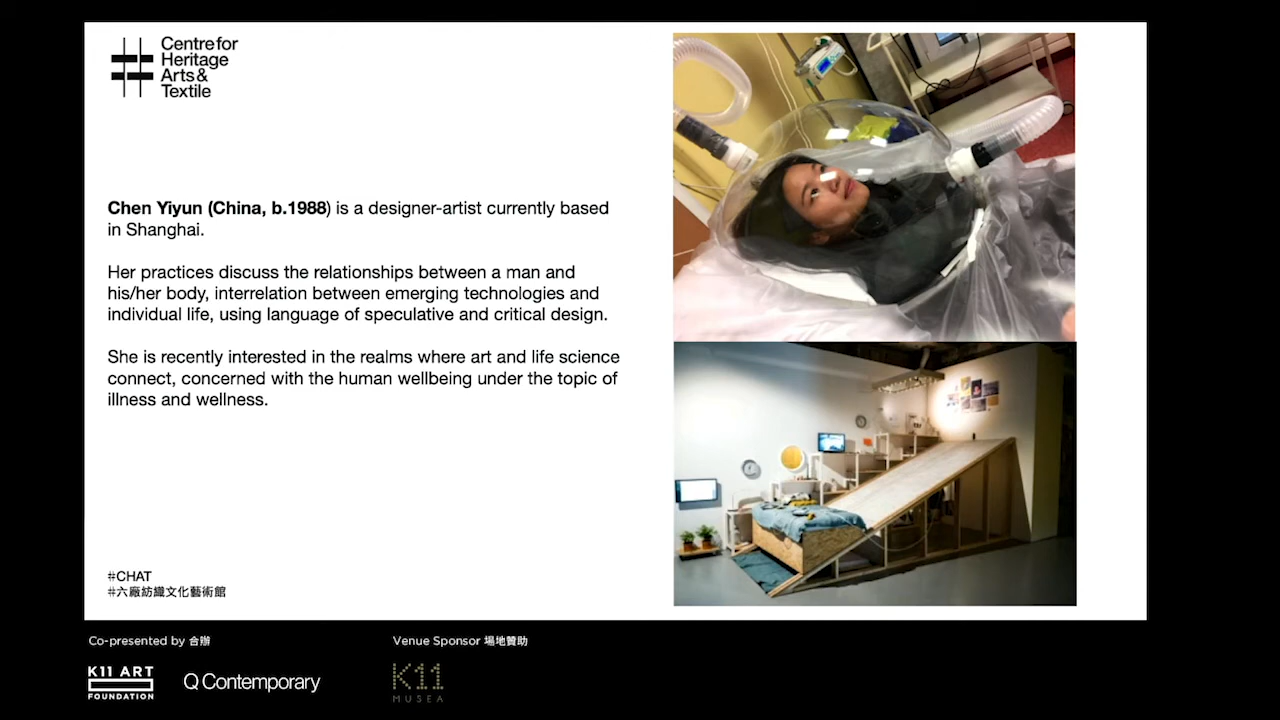 Centre for
Heritage
Arts &
Textile
Chen Yiyun (China, b.1988) is a designer-artist currently based
in Shanghai.
Her practices discuss the relationships between a man and
his/her body, interrelation between emerging technologies and
individual life, using language of speculative and critical design.
She is recently interested in the realms where art and life science
connect, concerned with the human wellbeing under the topic of
illness and wellness.
#CHAT
#六廠紡織文化藝術館
Co-presented by 合辦
Venue Sponsor 場地贊助
K11 ART
FOUNDATION
Q Contemporary
K11
MUSEA